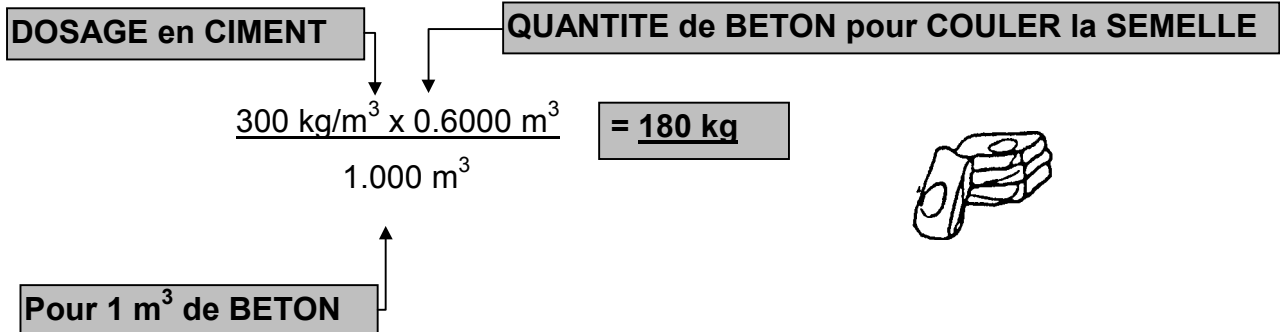 DOSAGE en CIMENT
QUANTITE de BETON pour COULER la SEMELLE
300 kg/m³ x 0.6000 m³
= 180 kg
1.000 m³
Pour 1 m³ de BETON